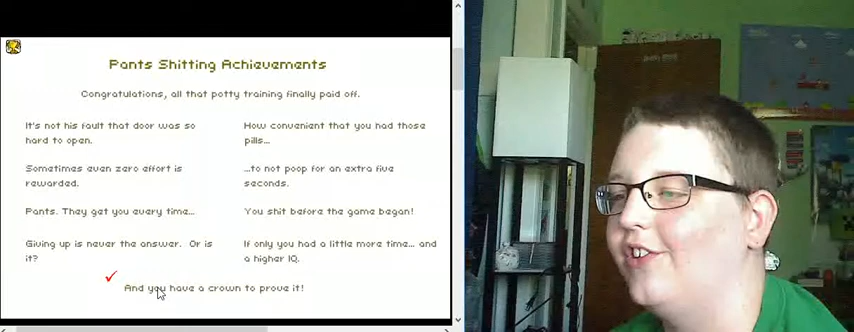 Pants Shitting Achievements
Congratulations, all that potty training finally paid off.
It's not his fault that door was so
hard to open.
How convenient that you had those
pills...
Sometimes even zero effort is
rewarded.
...to not poop for an extra five
seconds.
Pants. They get you every time...
You shit before the game began!
Giving up is never the answer. Or is
it?
If only you had a little more time... and
a higher IQ.
And you have a crown to prove it!